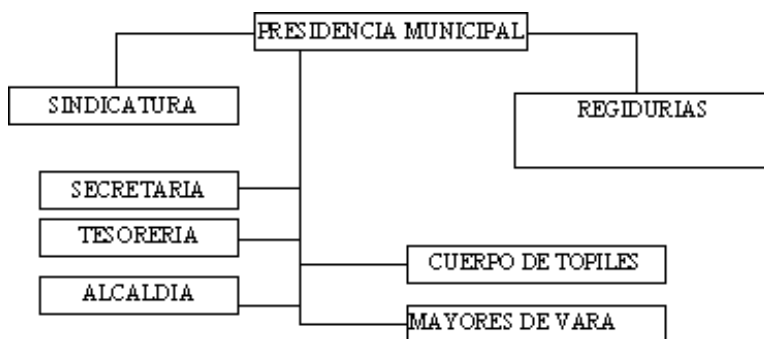 PRESIDENCIA MUNICIPAL
SINDICATURA
REGIDURIAS
SECRETARIA
TESORERIA
CUERPO DE TOPILES
ALCALDIA
MAYORES DE VARA